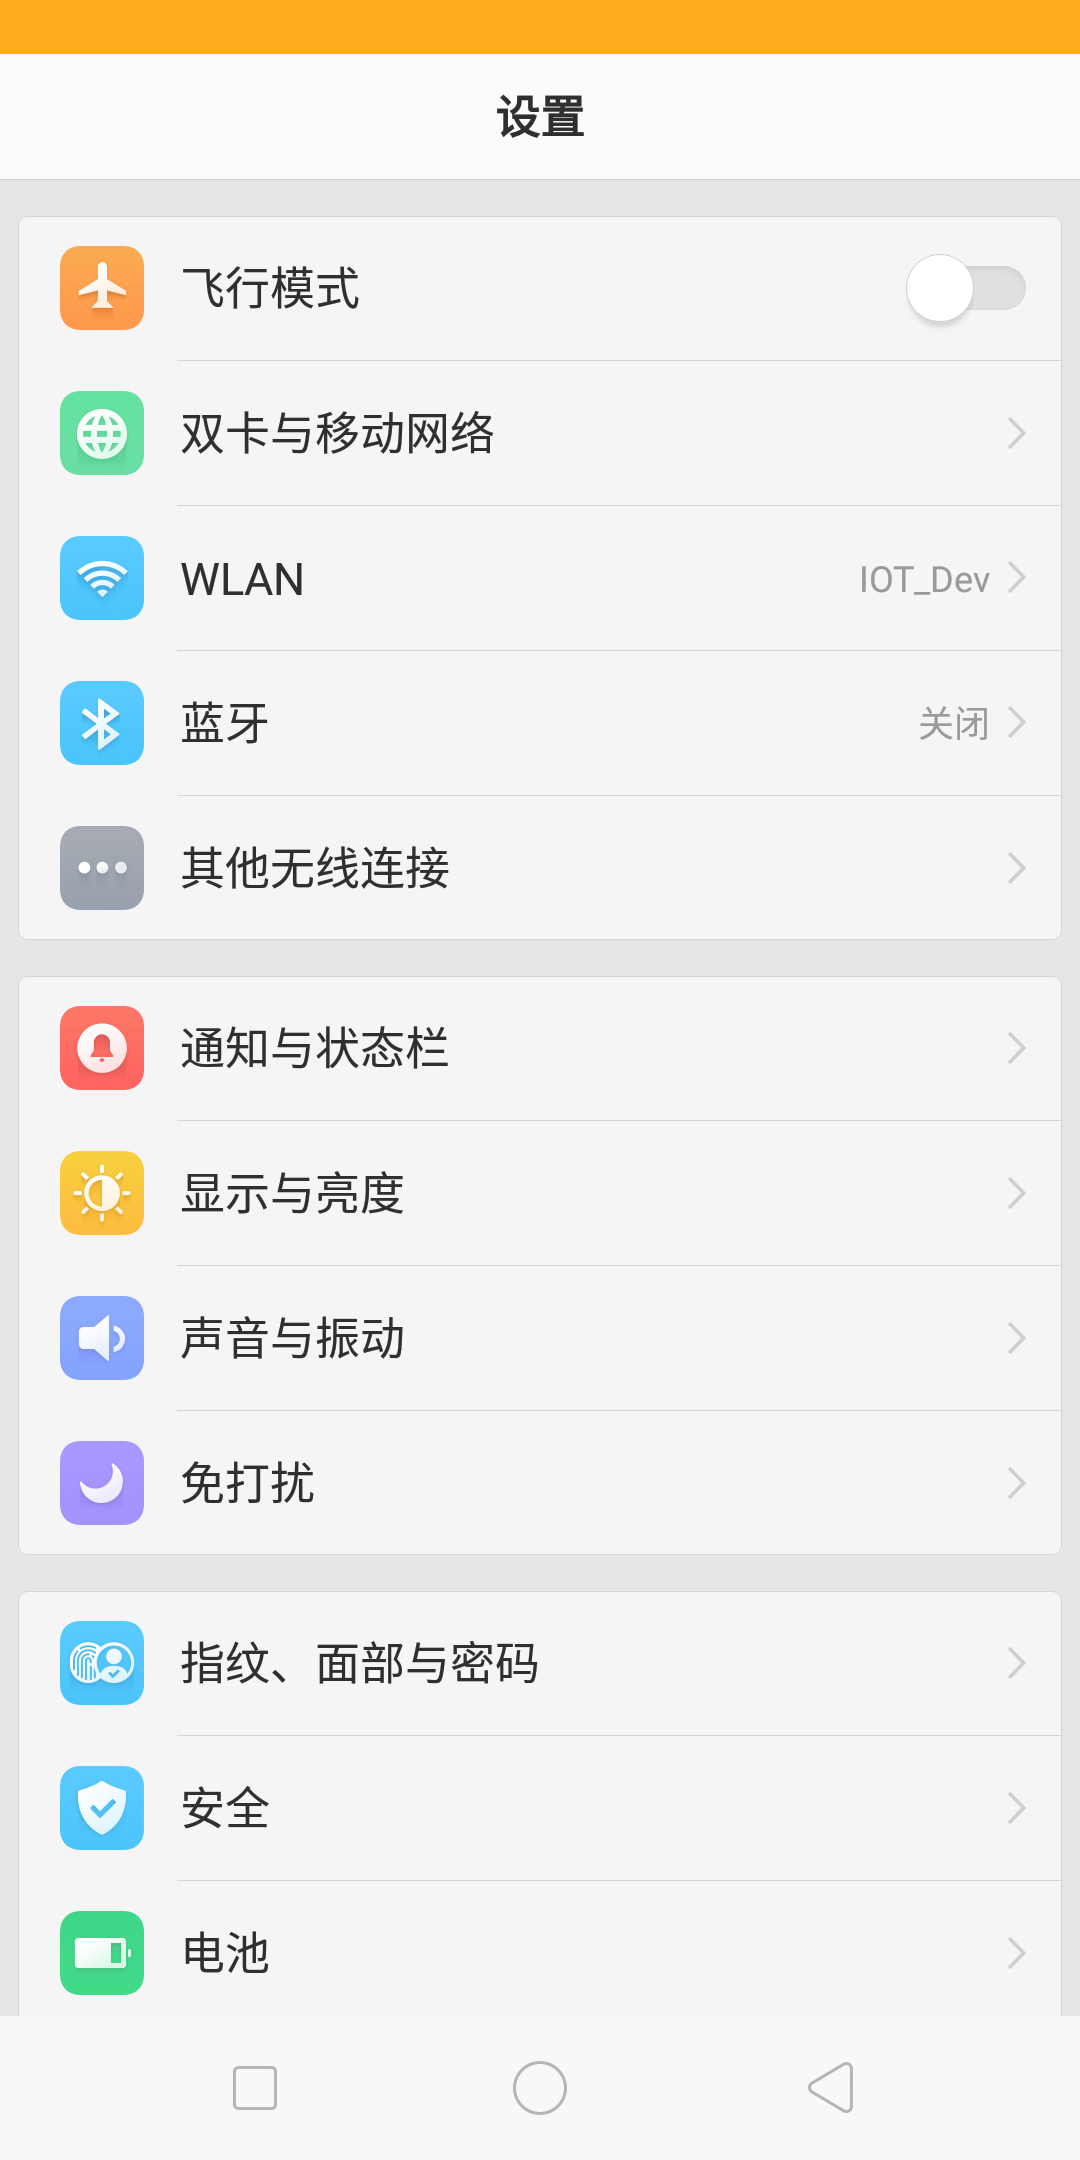 设置
飞行模式
双卡与移动网络
WLAN IOT_Dev
蓝牙 关闭
其他无线连接
通知与状态栏
显示与亮度
声音与振动
免打扰
指纹、面部与密码
安全
电池